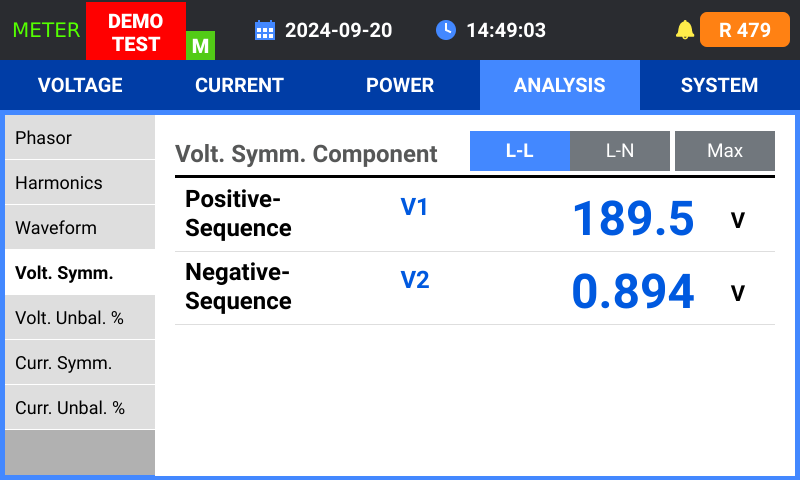 METER
DEMO
TEST
M
2024-09-20
14:49:03
R 479
VOLTAGE
CURRENT
POWER
ANALYSIS
SYSTEM
Phasor
Harmonics
Waveform
Volt. Symm.
Volt. Unbal. %
Curr. Symm.
Curr. Unbal. %
Volt. Symm. Component
L-L
L-N
Max
Positive-
Sequence
V1
189.5
V
Negative-
Sequence
V2
0.894
V